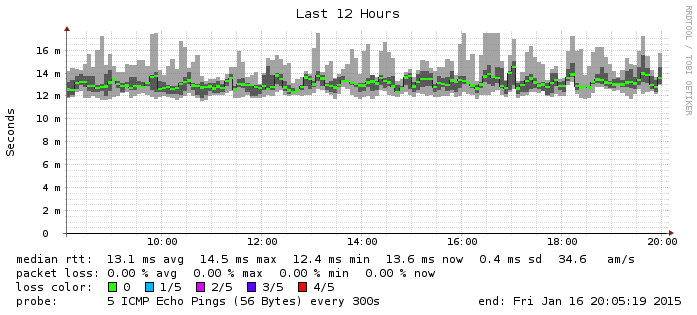 Last 12 Hours
RRDTOOL / TOBI OETIKER
Seconds
16 m
14 m
12 m
10 m
8 m
6 m
4 m
2 m
0
10:00 12:00 14:00 16:00 18:00 20:00
median rtt: 13.1 ms avg 14.5 ms max 12.4 ms min 13.6 ms now 0.4 ms sd 34.6 am/s
packet loss: 0.00 % avg 0.00 % max 0.00 % min 0.00 % now
loss color: 0 1/5 2/5 3/5 4/5
probe: 5 ICMP Echo Pings (56 Bytes) every 300s end: Fri Jan 16 20:05:19 2015